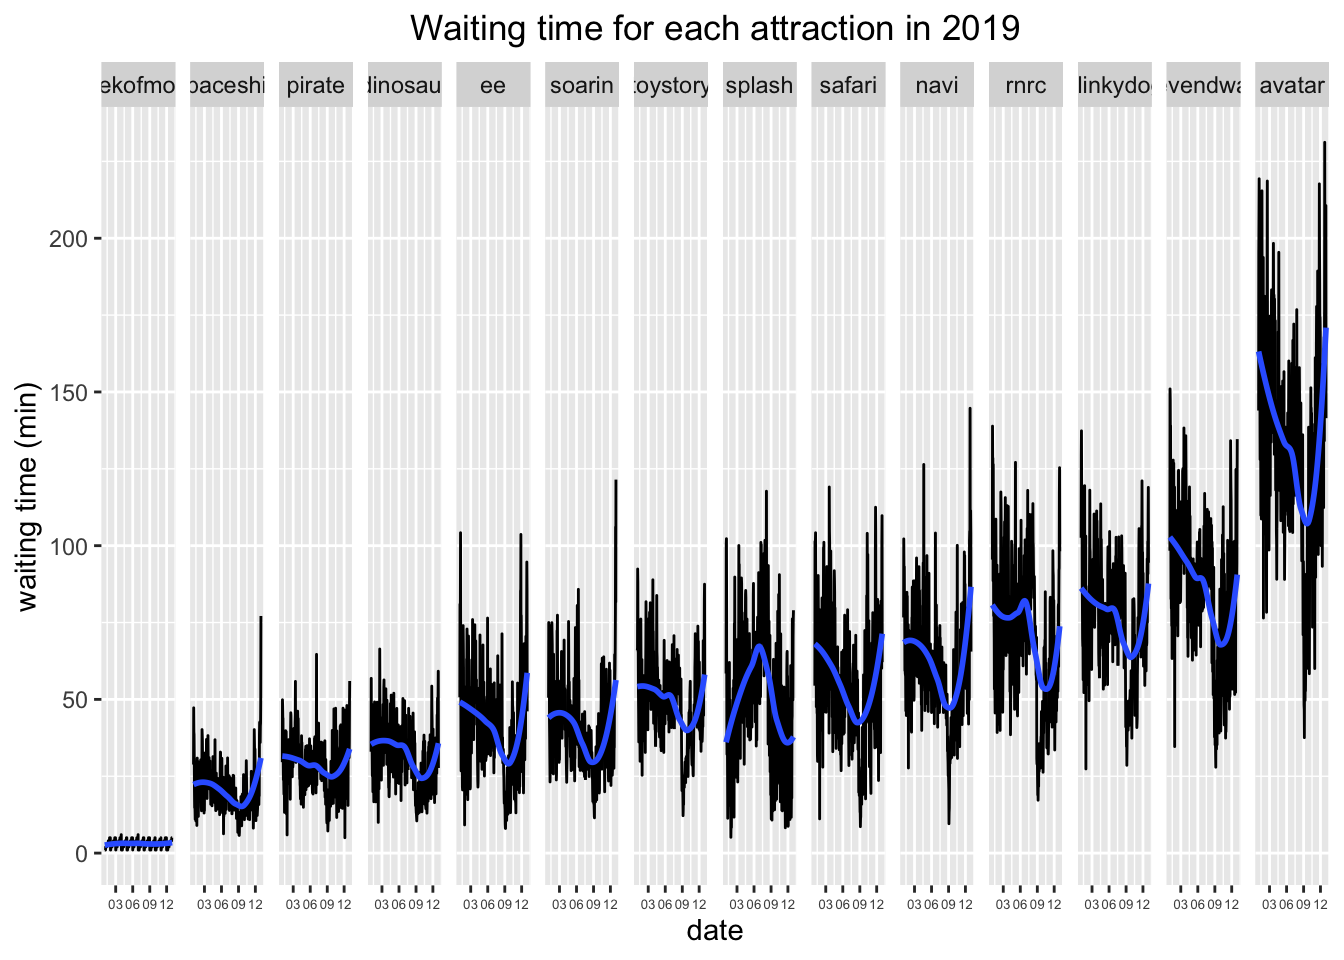 Waiting time for each attraction in 2019
ekofmo paceshi pirate dinosau ee soarin toystory splash safari navi rnrc linkydo vendwa avatar
200
150
100
50
0
waiting time (min)
03 06 09 12 03 06 09 12 03 06 09 12 03 06 09 12 03 06 09 12 03 06 09 12 03 06 09 12 03 06 09 12 03 06 09 12 03 06 09 12 03 06 09 12 03 06 09 12 03 06 09 12 03 06 09 12
date